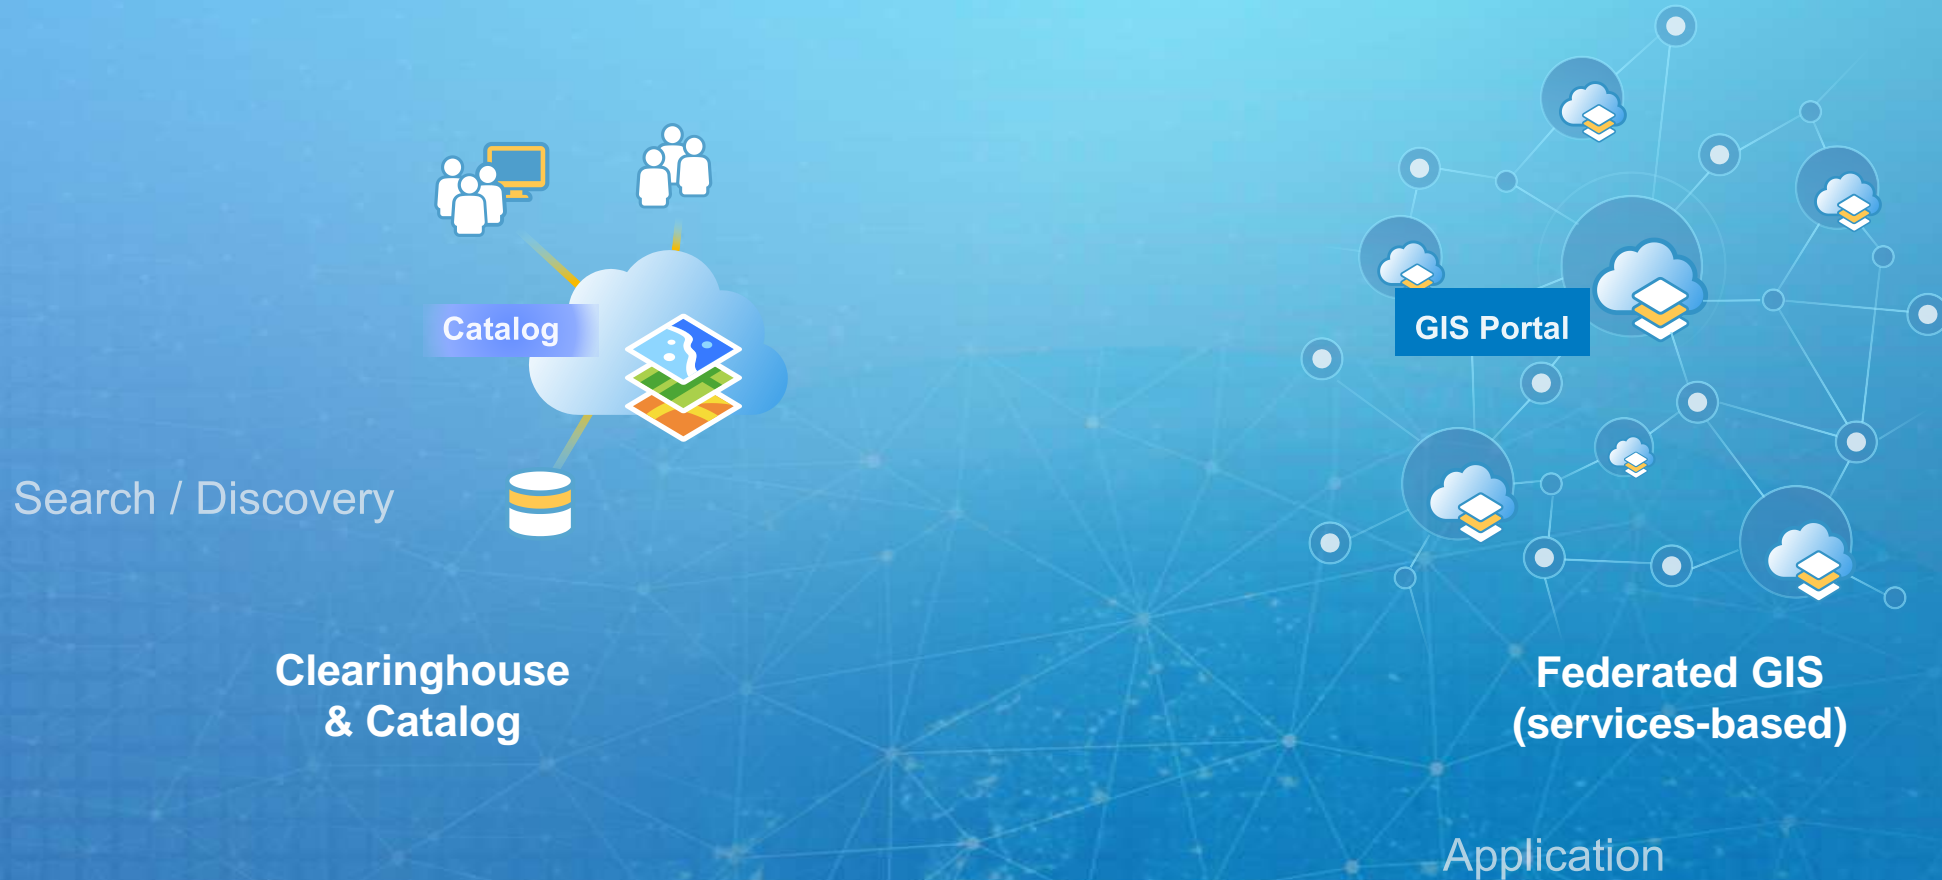 Catalog
GIS Portal
Search / Discovery
Clearinghouse
& Catalog
Federated GIS
(services-based)
Application